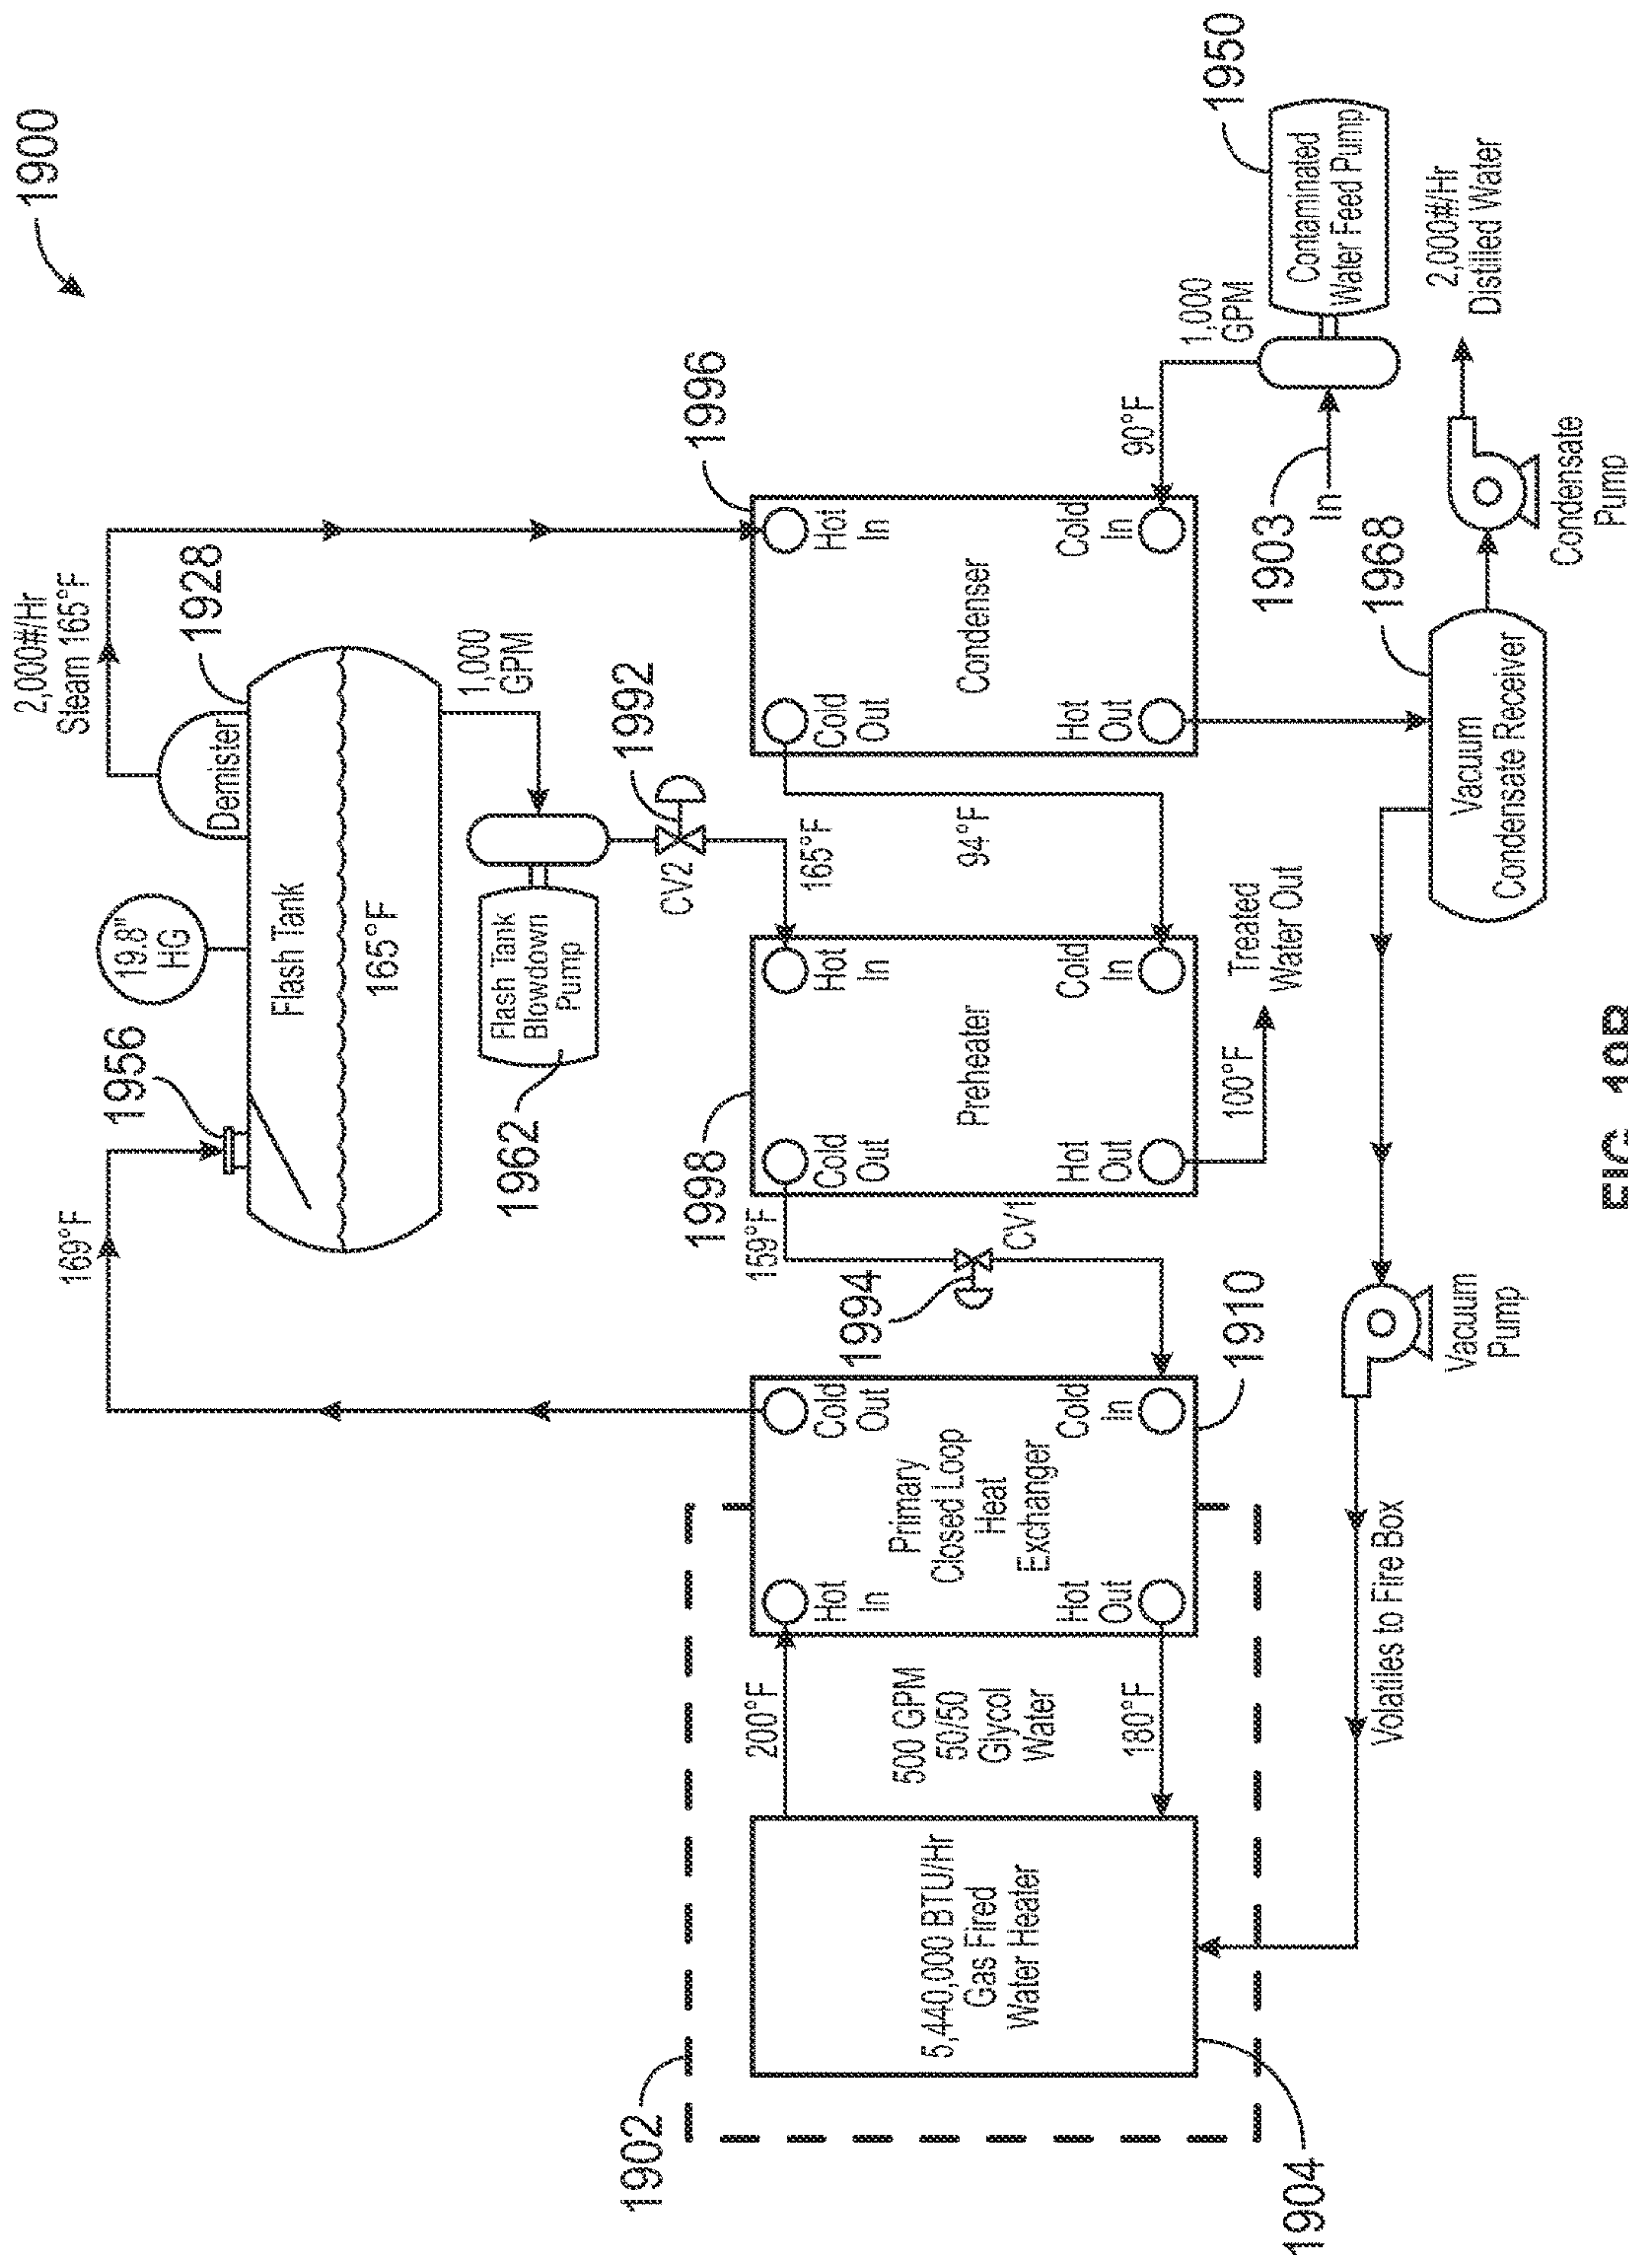 1900
2,000#/Hr
Steam 165°F
1928
Demister
19.8"
HG
Flash Tank
165°F
1956
169°F
1,000
GPM
Flash Tank
Blowdown
Pump
1962
1992
CV2
165°F
1996
Hot
In
Cold
Out
Condenser
Cold
In
Hot
Out
94°F
90°F
1,000
GPM
1950
Contaminated
Water Feed Pump
1903
In
1998
Hot
In
Cold
Out
Preheater
Cold
In
Hot
Out
100°F
Treated
Water Out
159°F
1994
CV1
1910
Cold
Out
Hot
In
Primary
Closed Loop
Heat
Exchanger
Cold
In
Hot
Out
200°F
500 GPM
50/50
Glycol
Water
180°F
5,440,000 BTU/Hr
Gas Fired
Water Heater
1902
1904
1968
Vacuum
Condensate Receiver
Condensate
Pump
2,000#/Hr
Distilled Water
Vacuum
Pump
Volatiles to Fire Box
FIG. 19B